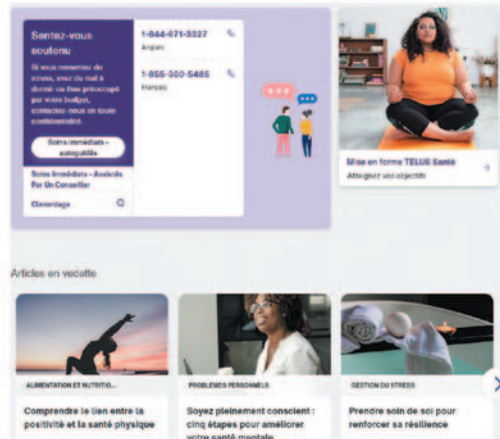 Sentez-vous
soutenu
Si vous ressentez du
stress, avez du mal à
dormir ou êtes préoccupé
par votre budget,
contactez-nous en toute
confidentialité.
Soins immédiats -
autoguidés
Soins Immédiats - Assistés
Par Un Conseiller
Clavardage
1-844-671-3327
Anglais
1-855-360-5485
Français
Mise en forme TELUS Santé
Atteignez vos objectifs
Articles en vedette
ALIMENTATION ET NUTRITIO...
Comprendre le lien entre la
positivité et la santé physique
PROBLÈMES PERSONNELS
Soyez pleinement conscient :
cinq étapes pour améliorer
votre santé mentale
GESTION DU STRESS
Prendre soin de soi pour
renforcer sa résilience